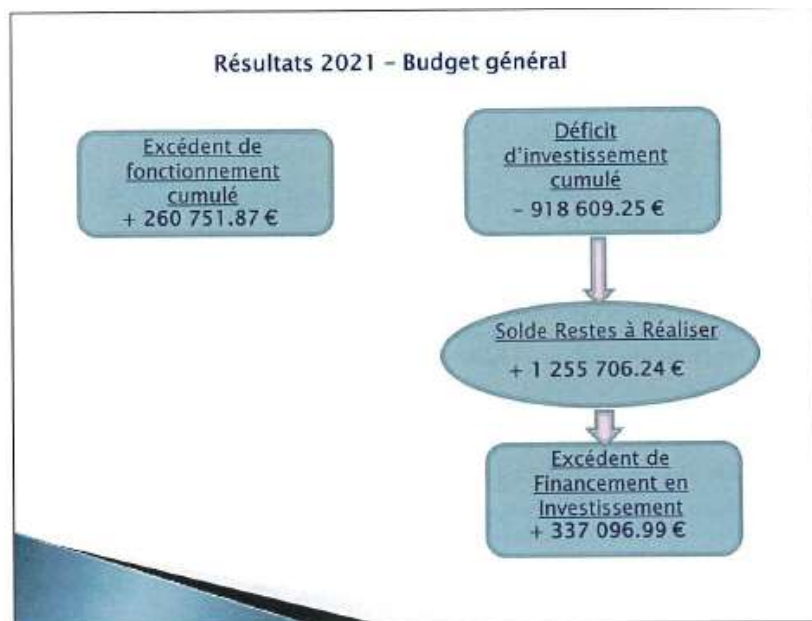 Résultats 2021 – Budget général
Excédent de
fonctionnement
cumulé
+ 260 751.87 €
Déficit
d'investissement
cumulé
– 918 609.25 €
Solde Restes à Réaliser
+ 1 255 706.24 €
Excédent de
Financement en
Investissement
+ 337 096.99 €